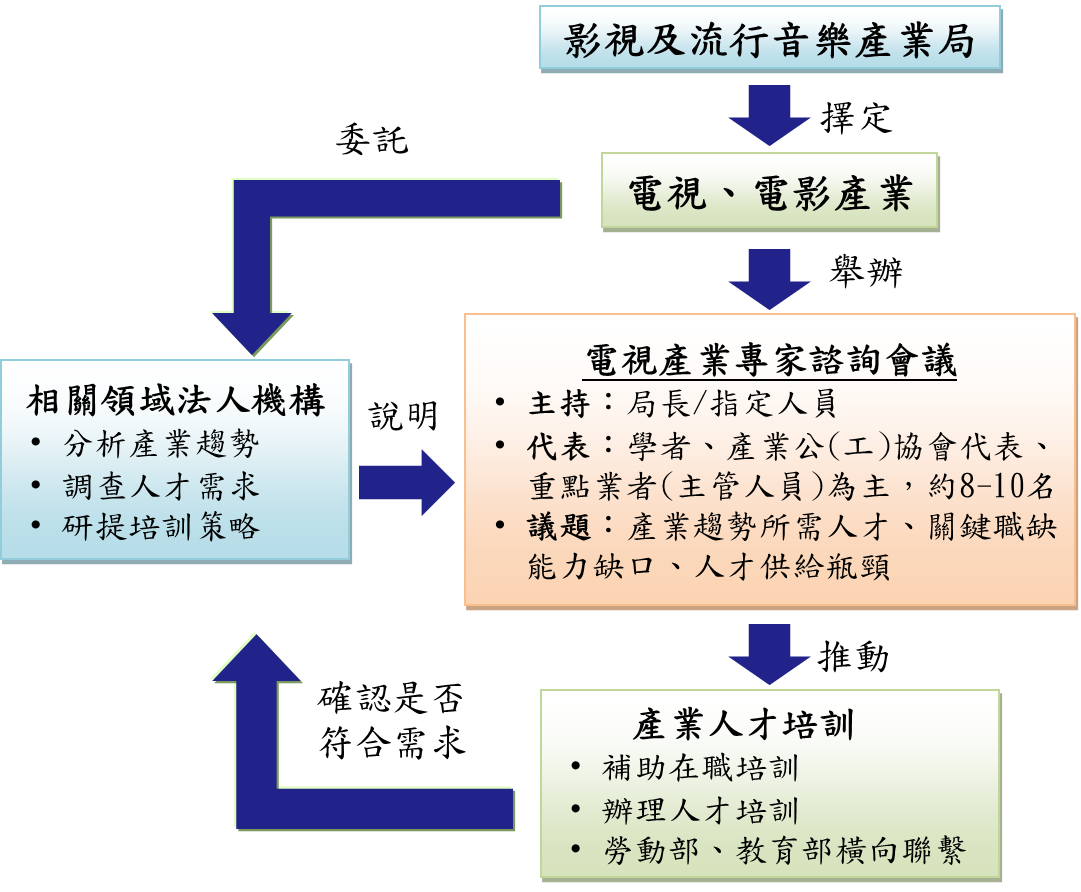 影視及流行音樂產業局
擇定
委託
電視、電影產業
舉辦
電視產業專家諮詢會議
• 主持：局長/指定人員
• 代表：學者、產業公(工)協會代表、
重點業者(主管人員)為主，約8-10名
• 議題：產業趨勢所需人才、關鍵職缺
能力缺口、人才供給瓶頸
相關領域法人機構
• 分析產業趨勢
• 調查人才需求
• 研提培訓策略
說明
推動
確認是否
符合需求
產業人才培訓
• 補助在職培訓
• 辦理人才培訓
• 勞動部、教育部橫向聯繫